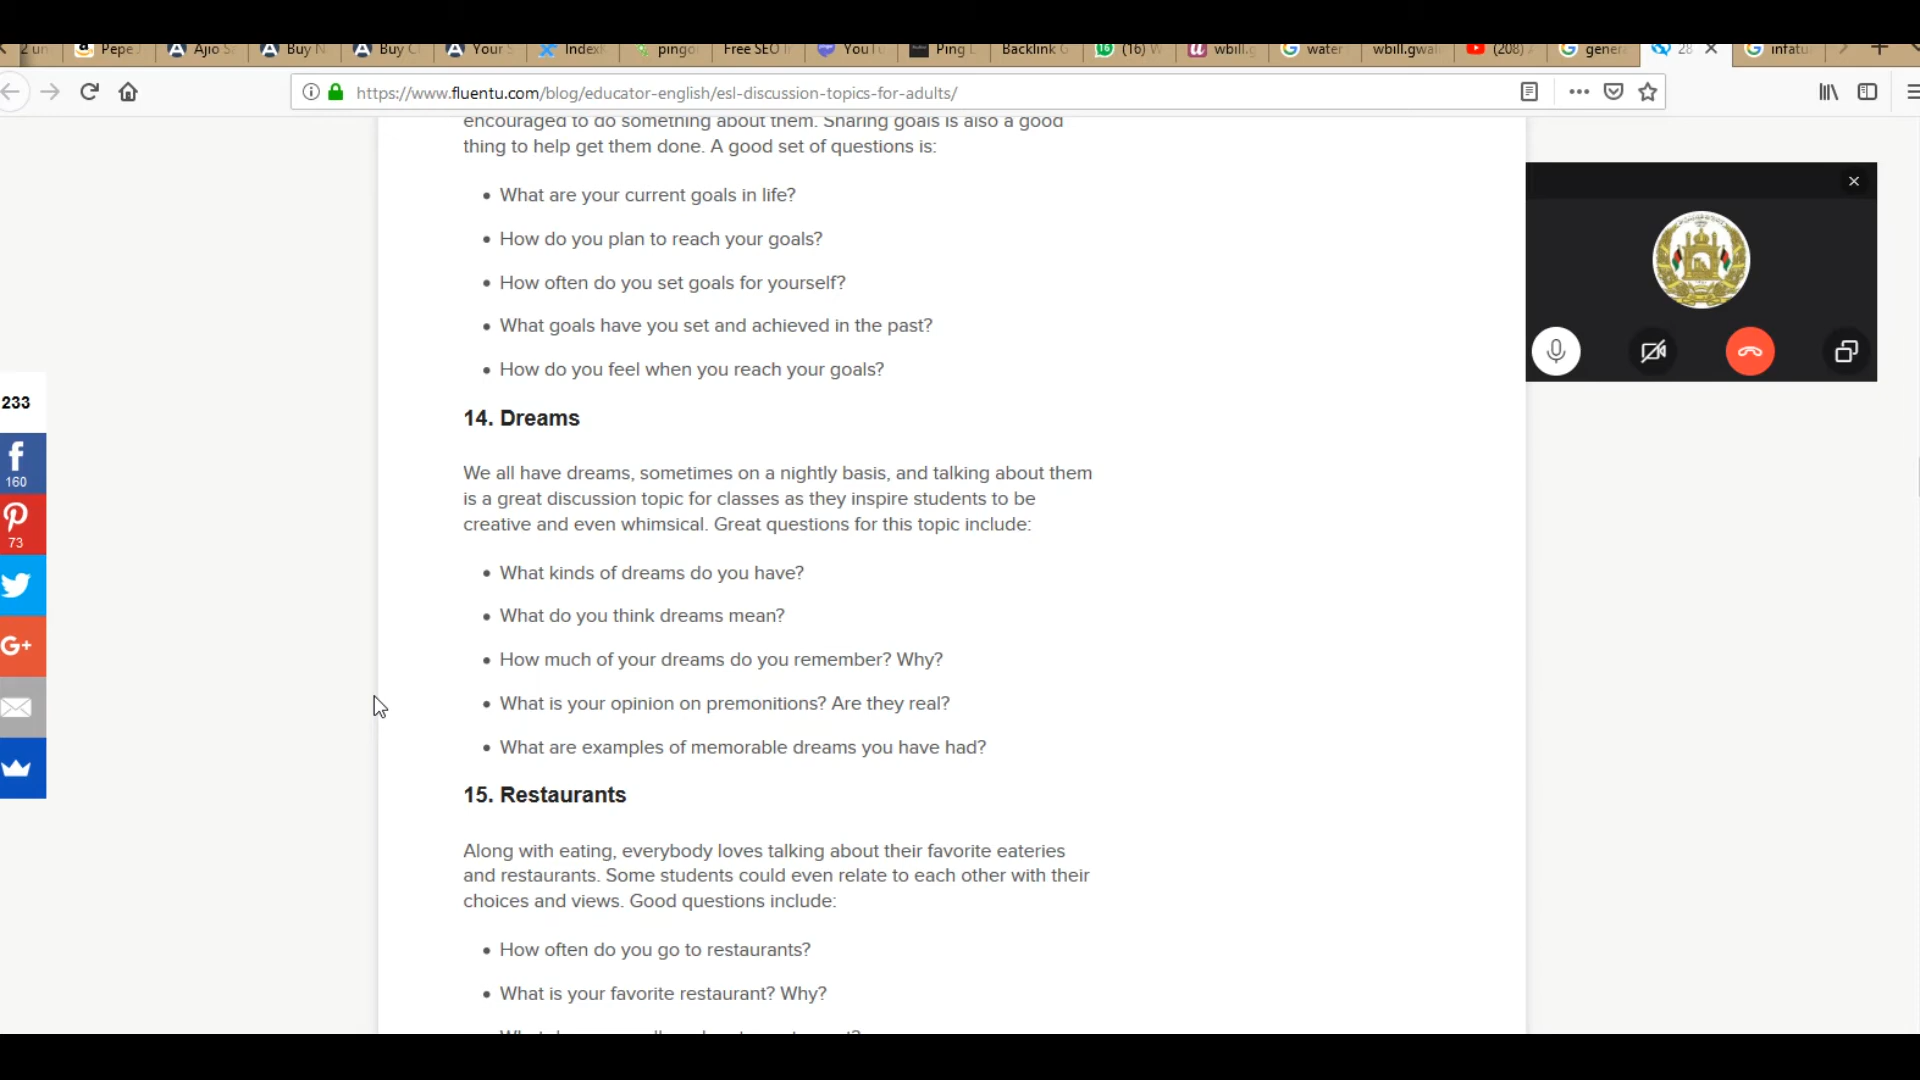 2 un
Pepe J
Ajio S
Buy N
Buy C
Your S
Index
pingo
Free SEO
YouTu
Ping L
Backlink G
(16) W
wbill.g
water
wbill.gwal
(208)
gener
28
infatu
https://www.fluentu.com/blog/educator-english/esl-discussion-topics-for-adults/
encouraged to do something about them. Sharing goals is also a good
thing to help get them done. A good set of questions is:
• What are your current goals in life?
• How do you plan to reach your goals?
• How often do you set goals for yourself?
• What goals have you set and achieved in the past?
• How do you feel when you reach your goals?
233
160
73
G+
14. Dreams
We all have dreams, sometimes on a nightly basis, and talking about them
is a great discussion topic for classes as they inspire students to be
creative and even whimsical. Great questions for this topic include:
• What kinds of dreams do you have?
• What do you think dreams mean?
• How much of your dreams do you remember? Why?
• What is your opinion on premonitions? Are they real?
• What are examples of memorable dreams you have had?
15. Restaurants
Along with eating, everybody loves talking about their favorite eateries
and restaurants. Some students could even relate to each other with their
choices and views. Good questions include:
• How often do you go to restaurants?
• What is your favorite restaurant? Why?